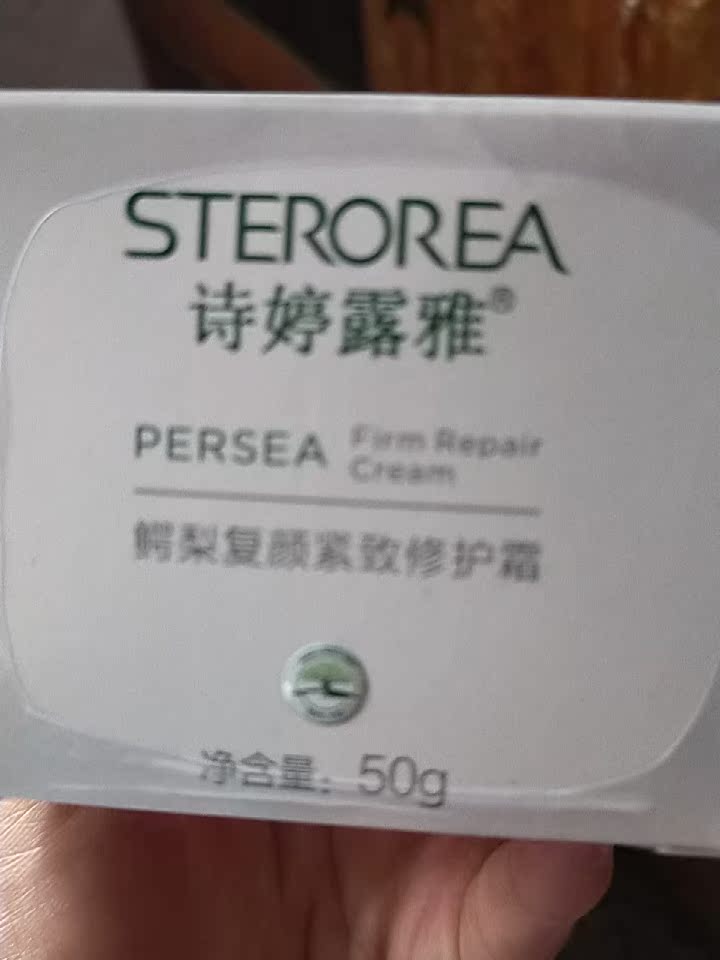 STEROREA
诗婷露雅®
PERSEA Firm Repair
Cream
鳄梨复颜紧致修护霜
净含量: 50g